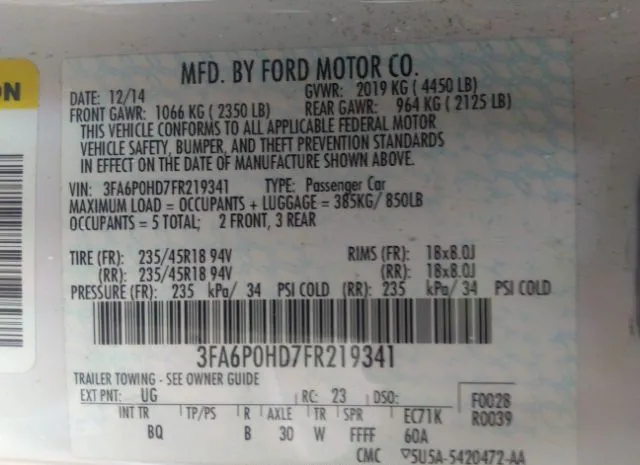 ON
MFD. BY FORD MOTOR CO.
DATE: 12/14 GVWR: 2019 KG ( 4450 LB)
FRONT GAWR: 1066 KG ( 2350 LB) REAR GAWR: 964 KG ( 2125 LB)
THIS VEHICLE CONFORMS TO ALL APPLICABLE FEDERAL MOTOR
VEHICLE SAFETY, BUMPER, AND THEFT PREVENTION STANDARDS
IN EFFECT ON THE DATE OF MANUFACTURE SHOWN ABOVE.
VIN: 3FA6P0HD7FR219341 TYPE: Passenger Car
MAXIMUM LOAD = OCCUPANTS + LUGGAGE = 385KG/ 850LB
OCCUPANTS = 5 TOTAL; 2 FRONT, 3 REAR
TIRE (FR): 235/45R18 94V RIMS (FR): 18x8.0J
(RR): 235/45R18 94V (RR): 18x8.0J
PRESSURE (FR): 235 kPa/ 34 PSI COLD (RR): 235 kPa/ 34 PSI COLD
3FA6P0HD7FR219341
TRAILER TOWING - SEE OWNER GUIDE
EXT PNT: UG RC: 23 DSO: F0028
INT TR TP/PS R AXLE TR SPR EC71K R0039
BQ B 30 W FFFF 60A
CMC ▽5U5A-5420472-AA